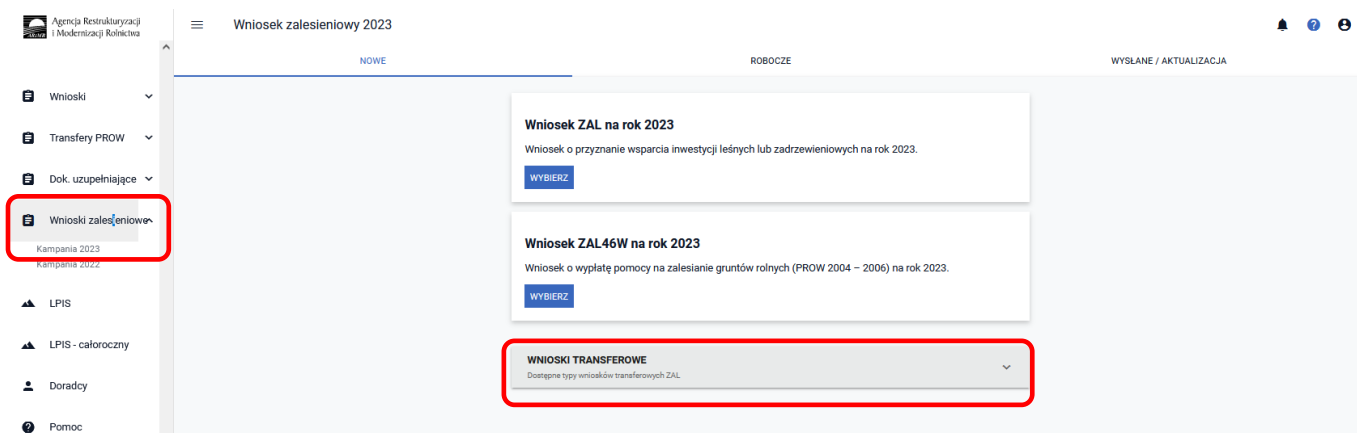 Agencja Restrukturyzacji
i Modernizacji Rolnictwa
ARiMR
Wniosek zalesieniowy 2023
NOWE
ROBOCZE
WYSŁANE / AKTUALIZACJA
Wnioski
Transfery PROW
Dok. uzupełniające
Wnioski zalesieniowe
Kampania 2023
Kampania 2022
LPIS
LPIS - całoroczny
Doradcy
Pomoc
Wniosek ZAL na rok 2023
Wniosek o przyznanie wsparcia inwestycji leśnych lub zadrzewieniowych na rok 2023.
WYBIERZ
Wniosek ZAL46W na rok 2023
Wniosek o wypłatę pomocy na zalesianie gruntów rolnych (PROW 2004 – 2006) na rok 2023.
WYBIERZ
WNIOSKI TRANSFEROWE
Dostępne typy wniosków transferowych ZAL